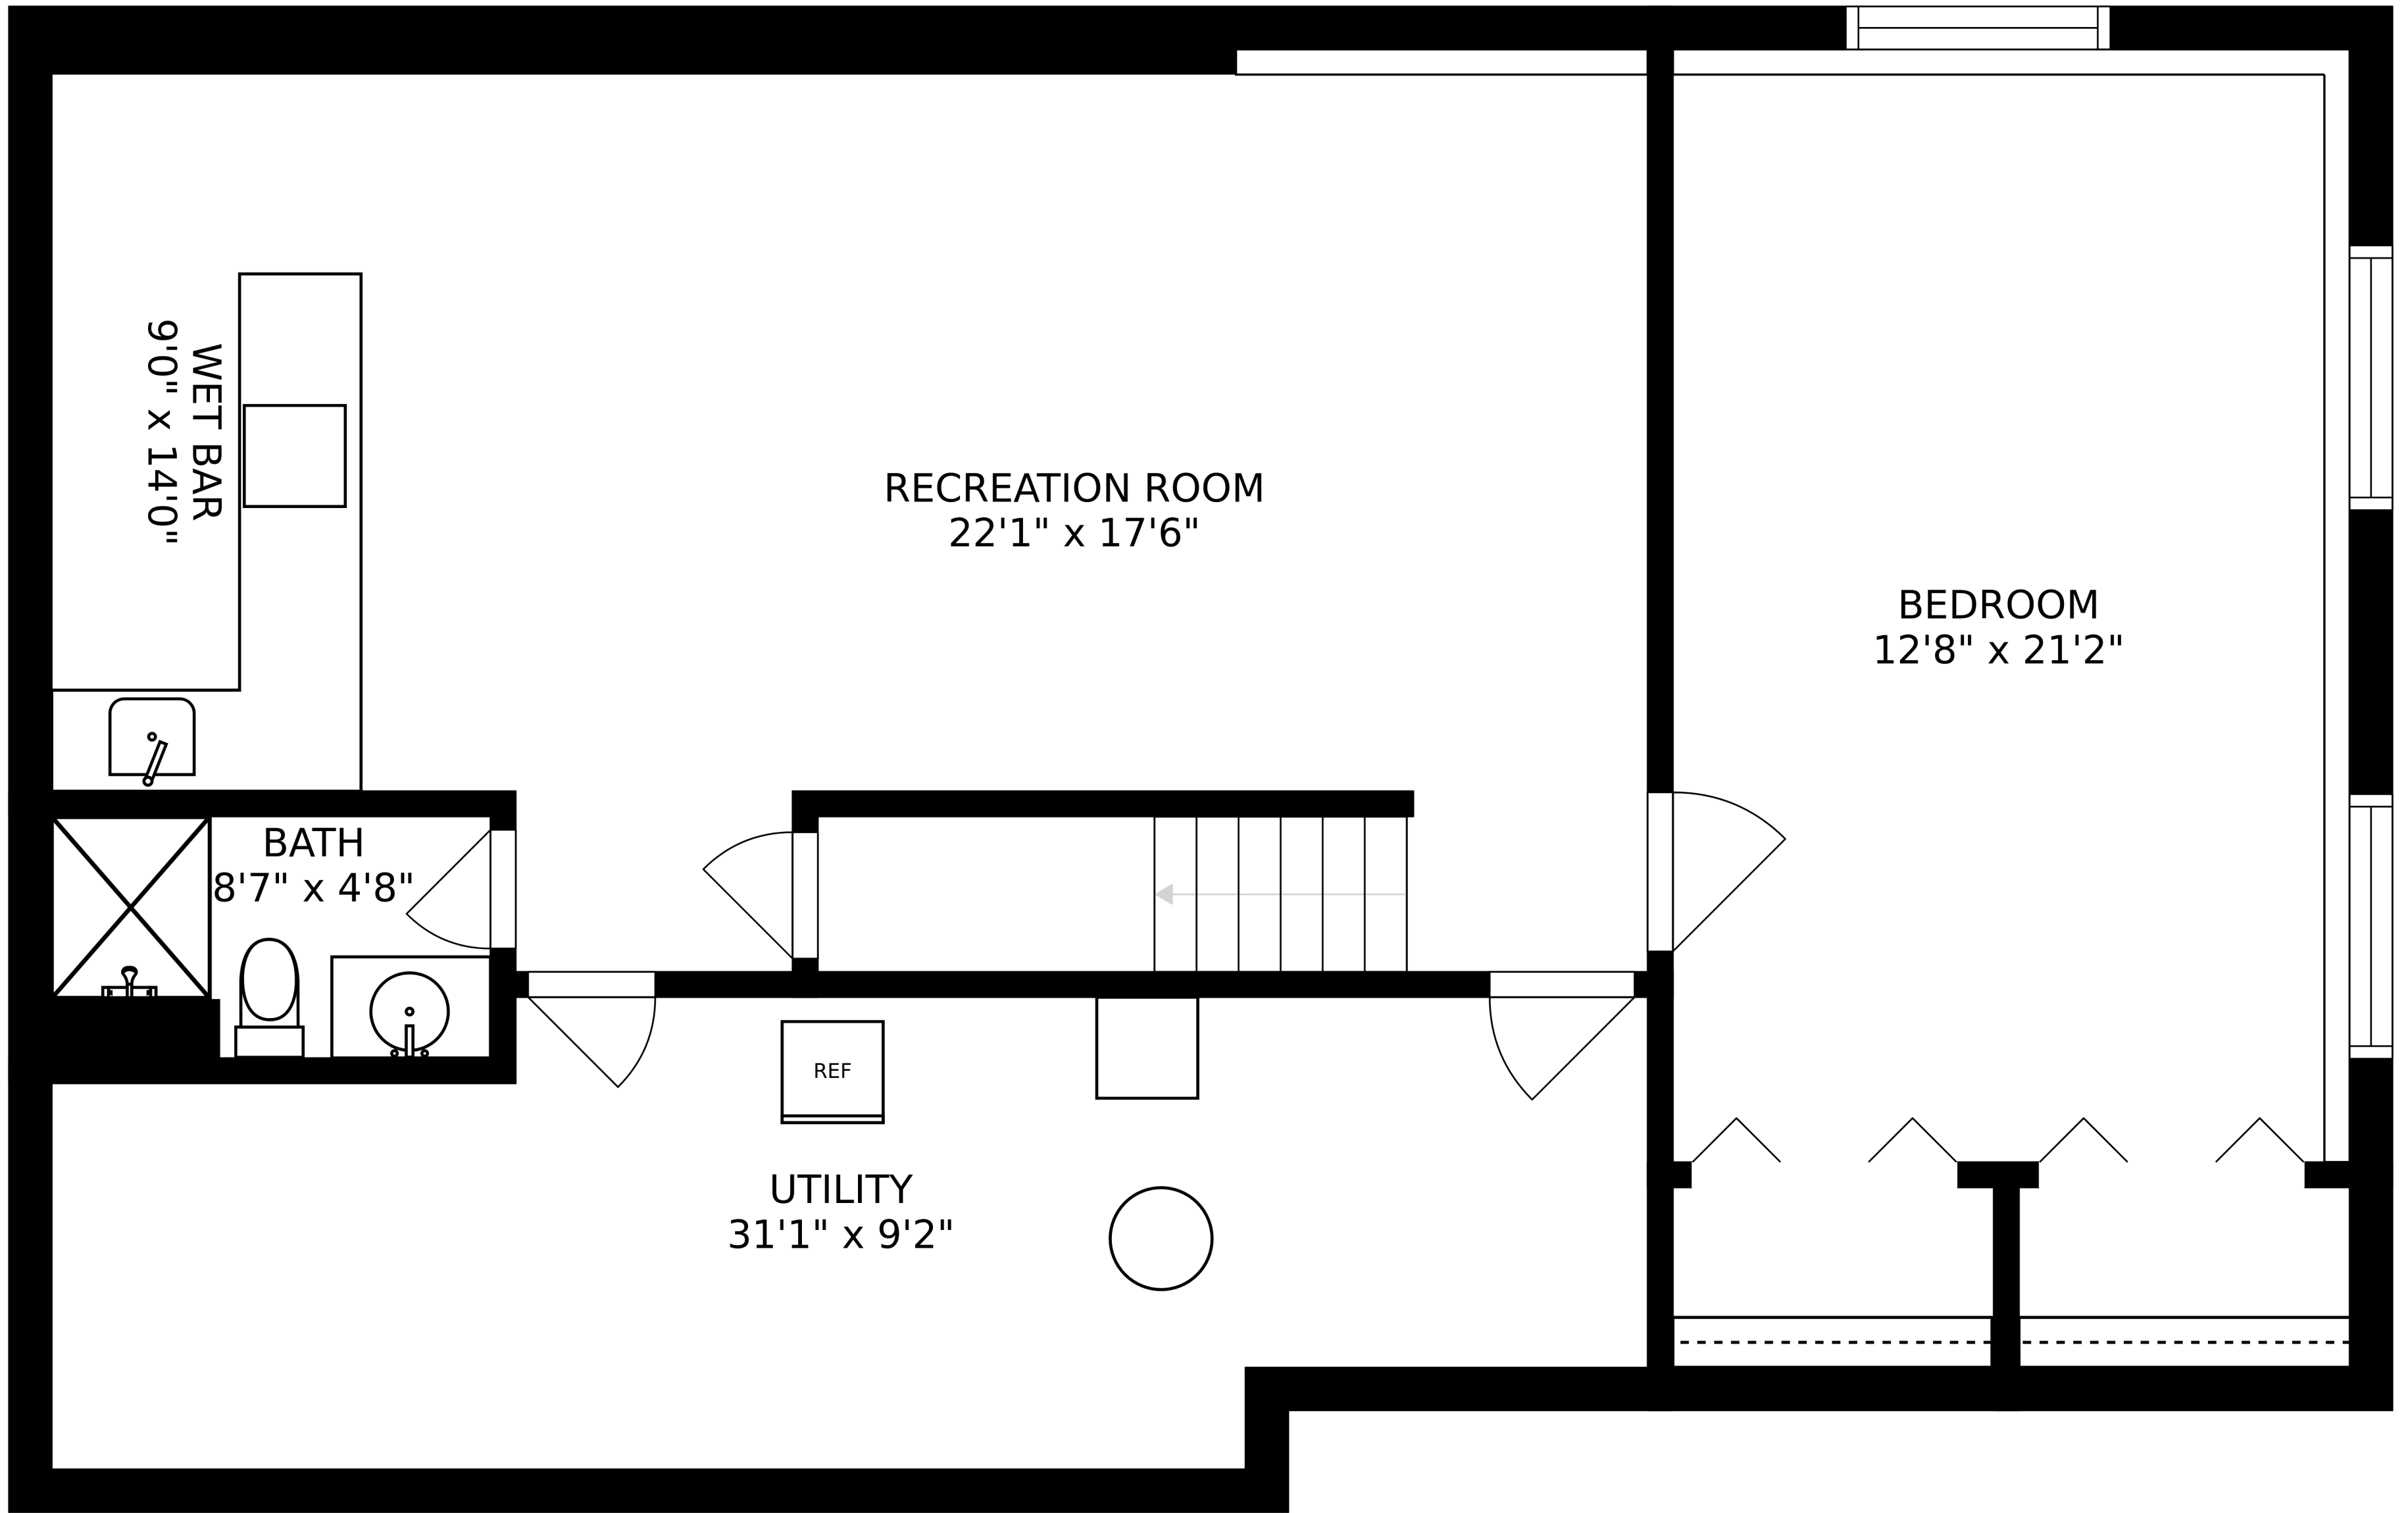 WET BAR
9'0" x 14'0"
RECREATION ROOM
22'1" x 17'6"
BEDROOM
12'8" x 21'2"
BATH
8'7" x 4'8"
REF
UTILITY
31'1" x 9'2"